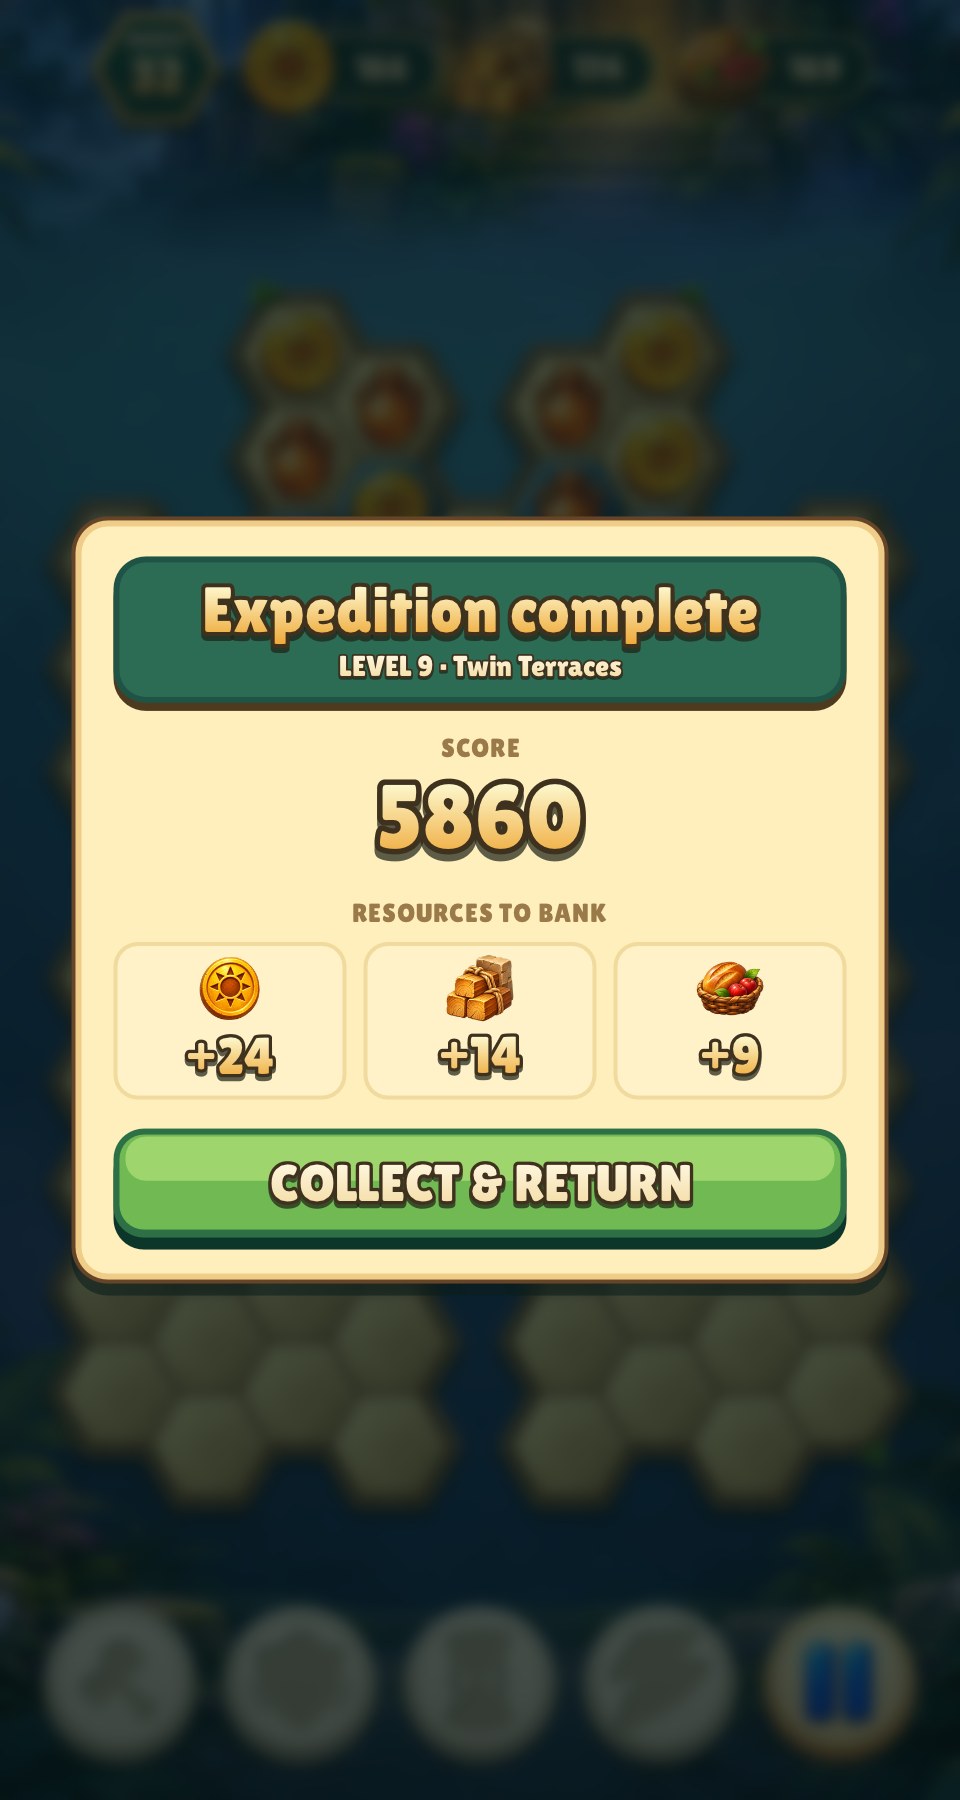 Expedition complete
LEVEL 9 · Twin Terraces
SCORE
5860
RESOURCES TO BANK
+24
+14
+9
COLLECT & RETURN